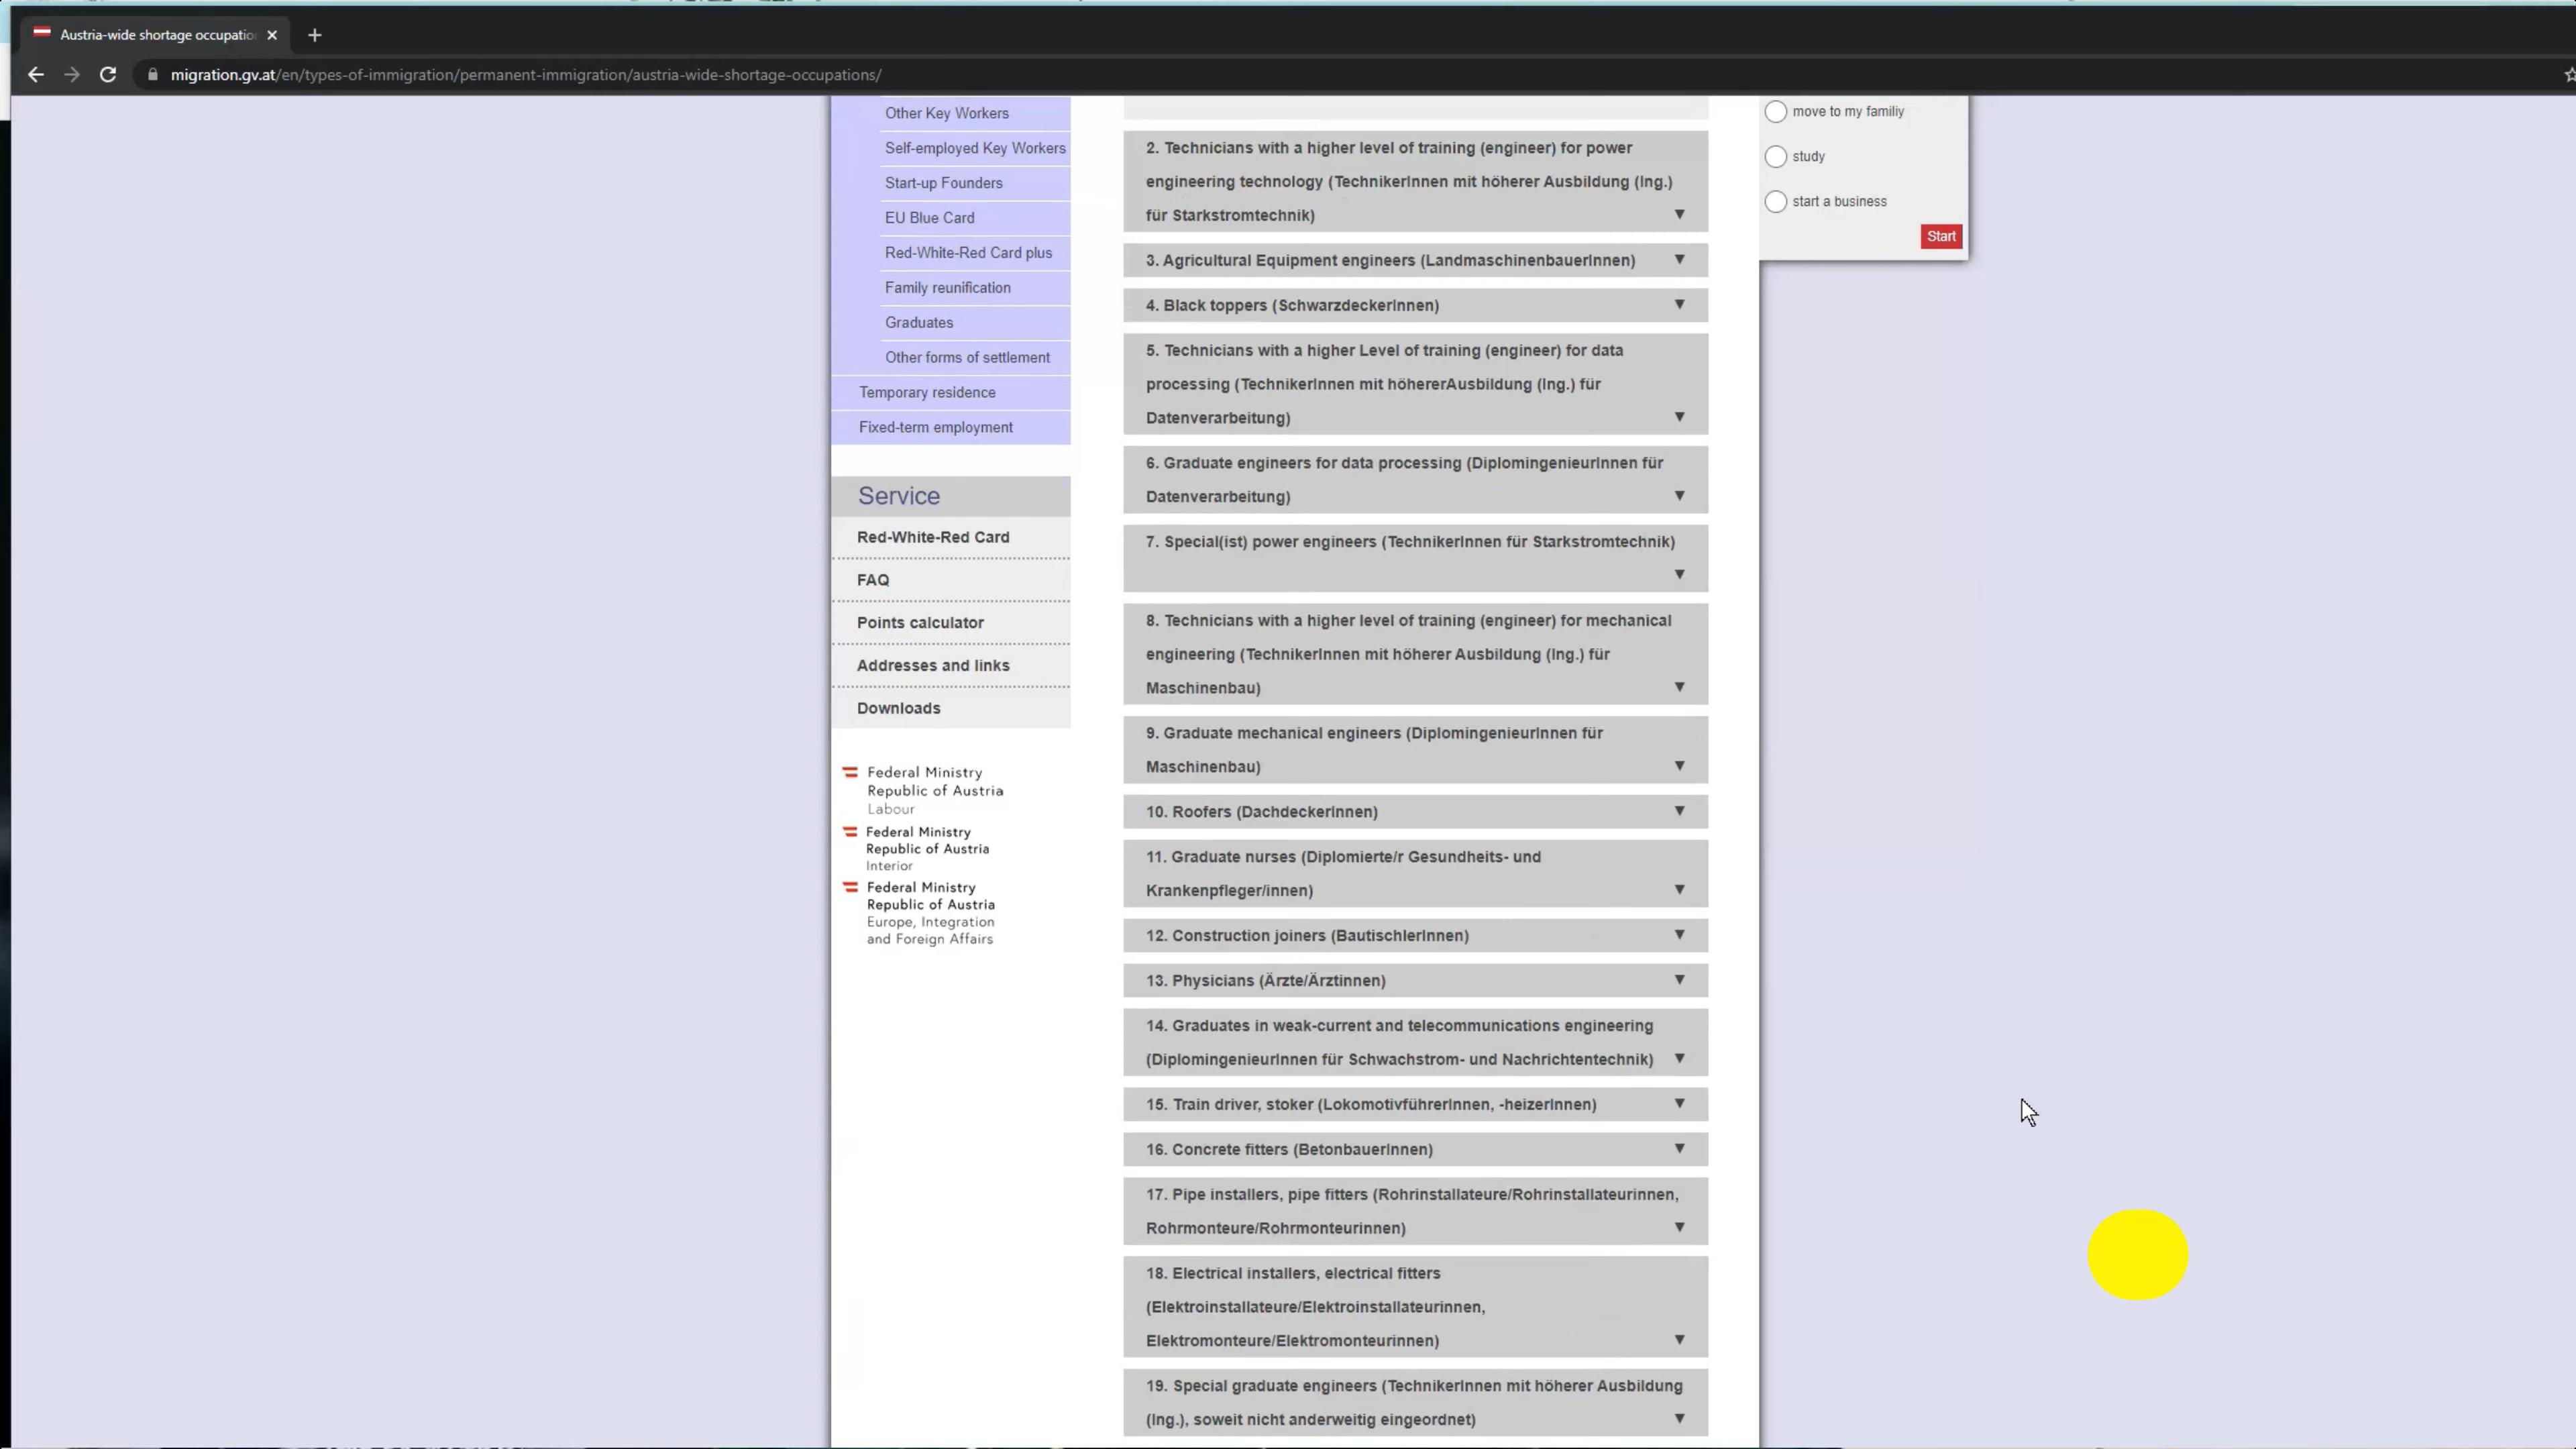 Austria-wide shortage occupatio
migration.gv.at/en/types-of-immigration/permanent-immigration/austria-wide-shortage-occupations/
Other Key Workers
Self-employed Key Workers
Start-up Founders
EU Blue Card
Red-White-Red Card plus
Family reunification
Graduates
Other forms of settlement
Temporary residence
Fixed-term employment
Service
Red-White-Red Card
FAQ
Points calculator
Addresses and links
Downloads
Federal Ministry
Republic of Austria
Labour
Federal Ministry
Republic of Austria
Interior
Federal Ministry
Republic of Austria
Europe, Integration
and Foreign Affairs
2. Technicians with a higher level of training (engineer) for power
engineering technology (TechnikerInnen mit höherer Ausbildung (Ing.)
für Starkstromtechnik)
3. Agricultural Equipment engineers (LandmaschinenbauerInnen)
4. Black toppers (SchwarzdeckerInnen)
5. Technicians with a higher Level of training (engineer) for data
processing (TechnikerInnen mit höhererAusbildung (Ing.) für
Datenverarbeitung)
6. Graduate engineers for data processing (DiplomingenieurInnen für
Datenverarbeitung)
7. Special(ist) power engineers (TechnikerInnen für Starkstromtechnik)
8. Technicians with a higher level of training (engineer) for mechanical
engineering (TechnikerInnen mit höherer Ausbildung (Ing.) für
Maschinenbau)
9. Graduate mechanical engineers (DiplomingenieurInnen für
Maschinenbau)
10. Roofers (DachdeckerInnen)
11. Graduate nurses (Diplomierte/r Gesundheits- und
Krankenpfleger/innen)
12. Construction joiners (BautischlerInnen)
13. Physicians (Ärzte/Ärztinnen)
14. Graduates in weak-current and telecommunications engineering
(DiplomingenieurInnen für Schwachstrom- und Nachrichtentechnik)
15. Train driver, stoker (LokomotivführerInnen, -heizerInnen)
16. Concrete fitters (BetonbauerInnen)
17. Pipe installers, pipe fitters (Rohrinstallateure/Rohrinstallateurinnen,
Rohrmonteure/Rohrmonteurinnen)
18. Electrical installers, electrical fitters
(Elektroinstallateure/Elektroinstallateurinnen,
Elektromonteure/Elektromonteurinnen)
19. Special graduate engineers (TechnikerInnen mit höherer Ausbildung
(Ing.), soweit nicht anderweitig eingeordnet)
move to my familiy
study
start a business
Start